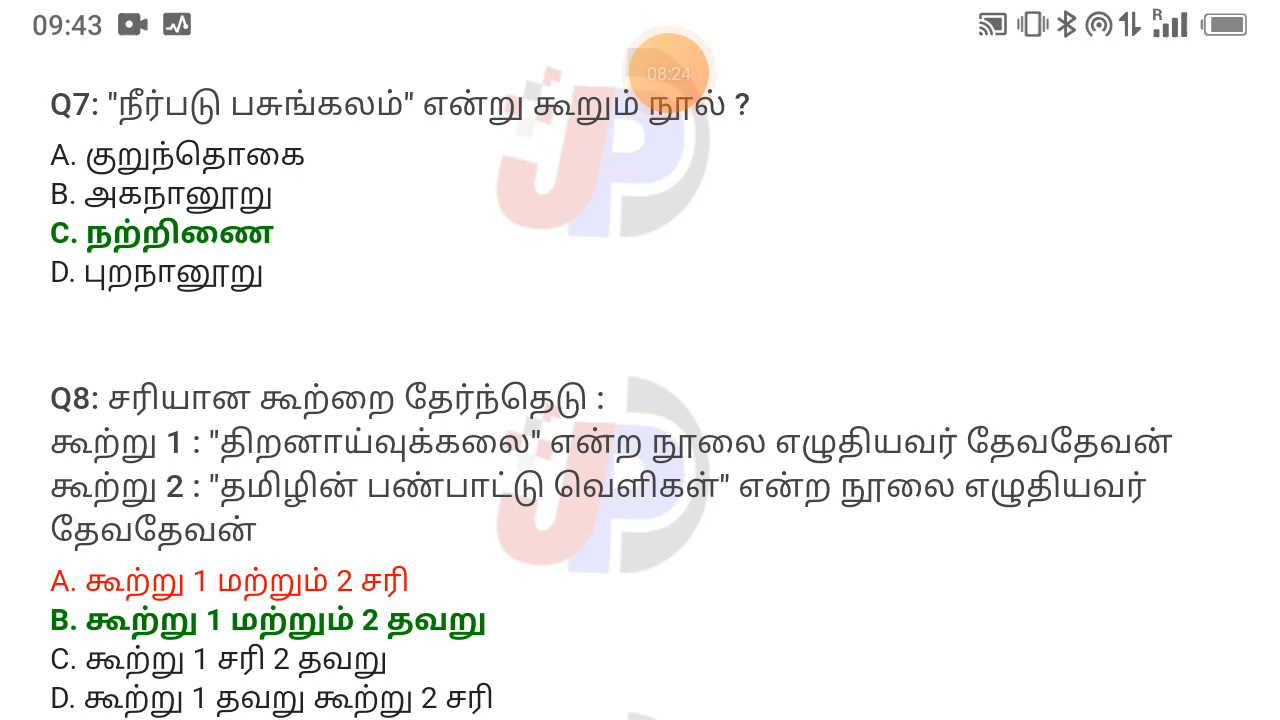 09:43
R
08:24
Q7: "நீர்படு பசுங்கலம்" என்று கூறும் நூல் ?
A. குறுந்தொகை
B. அகநானூறு
C. நற்றிணை
D. புறநானூறு
Q8: சரியான கூற்றை தேர்ந்தெடு :
கூற்று 1 : "திறனாய்வுக்கலை" என்ற நூலை எழுதியவர் தேவதேவன்
கூற்று 2 : "தமிழின் பண்பாட்டு வெளிகள்" என்ற நூலை எழுதியவர்
தேவதேவன்
A. கூற்று 1 மற்றும் 2 சரி
B. கூற்று 1 மற்றும் 2 தவறு
C. கூற்று 1 சரி 2 தவறு
D. கூற்று 1 தவறு கூற்று 2 சரி